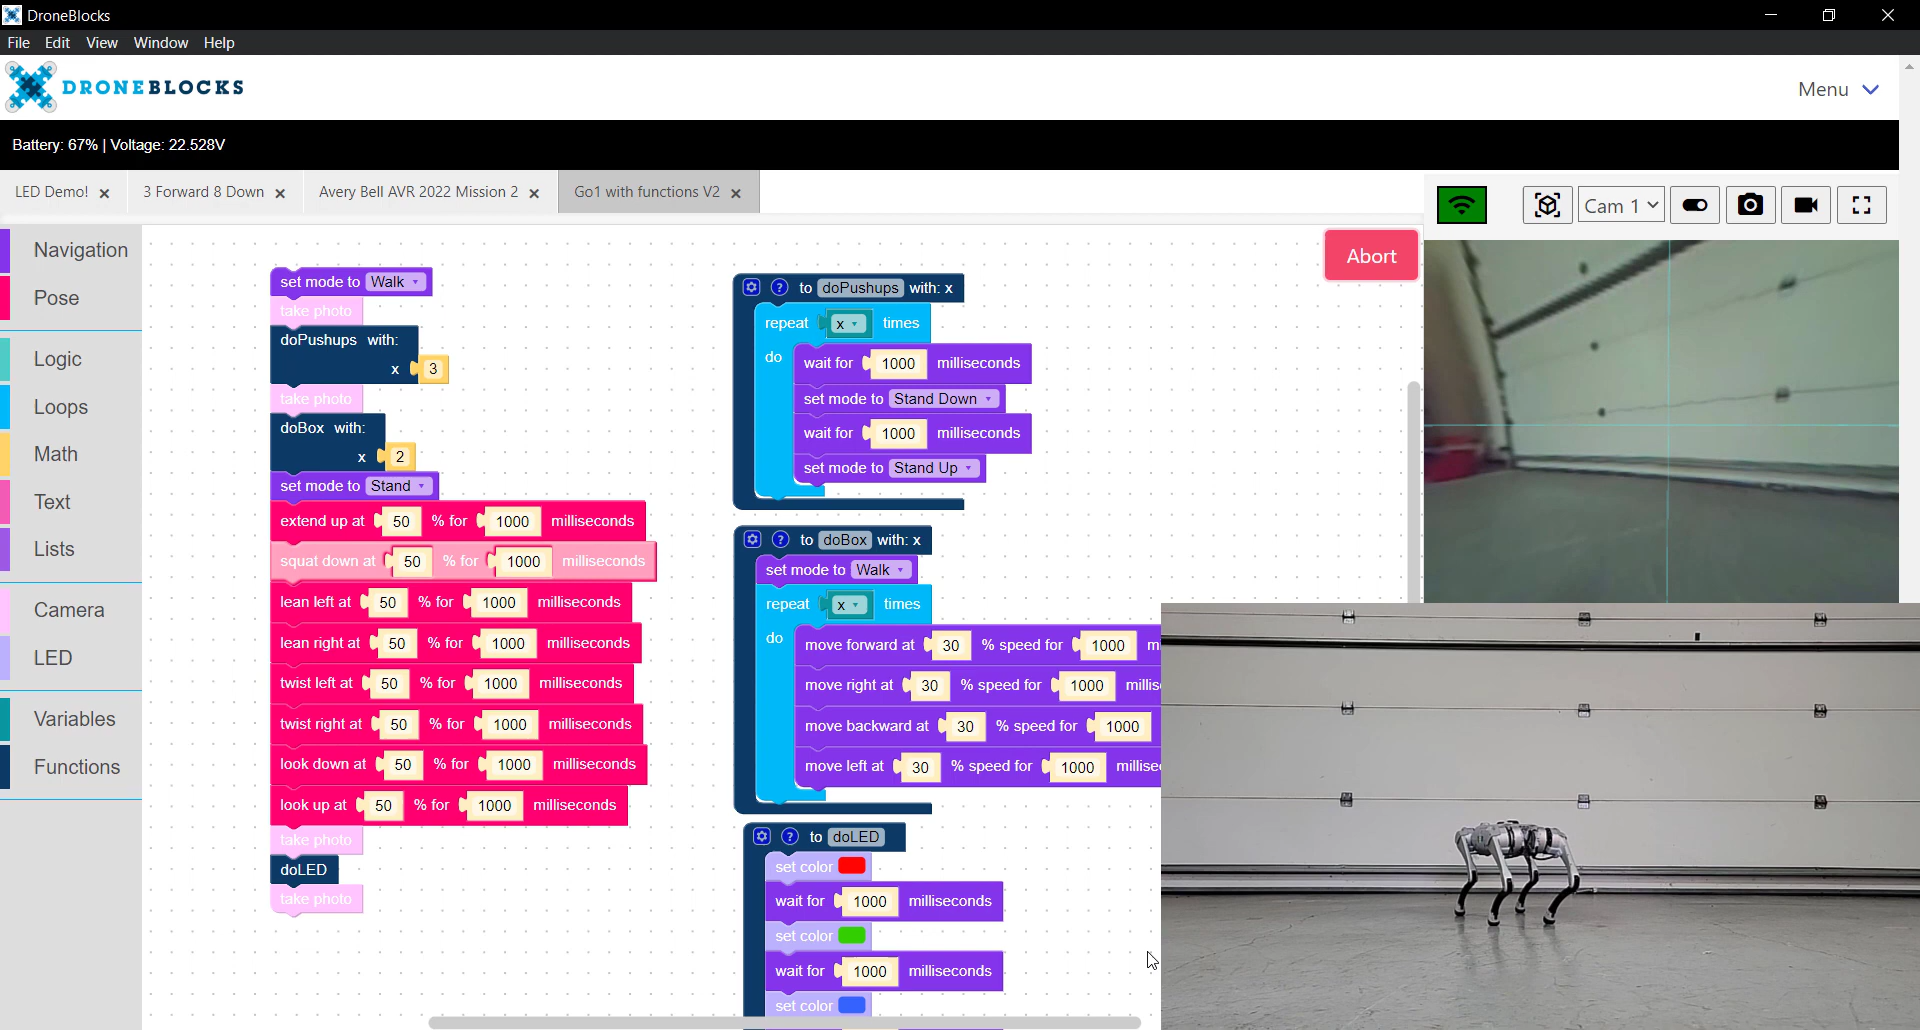 DroneBlocks
File Edit View Window Help
DRONEBLOCKS
Menu
Battery: 67% | Voltage: 22.528V
LED Demo!
3 Forward 8 Down
Avery Bell AVR 2022 Mission 2
Go1 with functions V2
Cam 1
Abort
Navigation
Pose
Logic
Loops
Math
Text
Lists
Camera
LED
Variables
Functions
set mode to Walk
take photo
doPushups with:
x 3
take photo
doBox with:
x 2
set mode to Stand
extend up at 50 % for 1000 milliseconds
squat down at 50 % for 1000 milliseconds
lean left at 50 % for 1000 milliseconds
lean right at 50 % for 1000 milliseconds
twist left at 50 % for 1000 milliseconds
twist right at 50 % for 1000 milliseconds
look down at 50 % for 1000 milliseconds
look up at 50 % for 1000 milliseconds
take photo
doLED
take photo
? to doPushups with: x
repeat x times
do wait for 1000 milliseconds
set mode to Stand Down
wait for 1000 milliseconds
set mode to Stand Up
? to doBox with: x
set mode to Walk
repeat x times
do move forward at 30 % speed for 1000 m
move right at 30 % speed for 1000 millis
move backward at 30 % speed for 1000
move left at 30 % speed for 1000 millise
? to doLED
set color
wait for 1000 milliseconds
set color
wait for 1000 milliseconds
set color